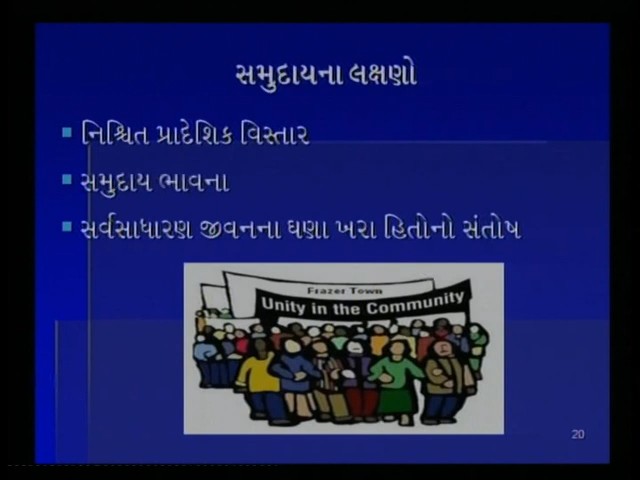 સમુદાયના લક્ષણો
નિશ્ચિત પ્રાદેશિક વિસ્તાર
સમુદાય ભાવના
સર્વસાધારણ જીવનના ઘણા ખરા હિતોનો સંતોષ
Frazer Town
Unity in the Community
20